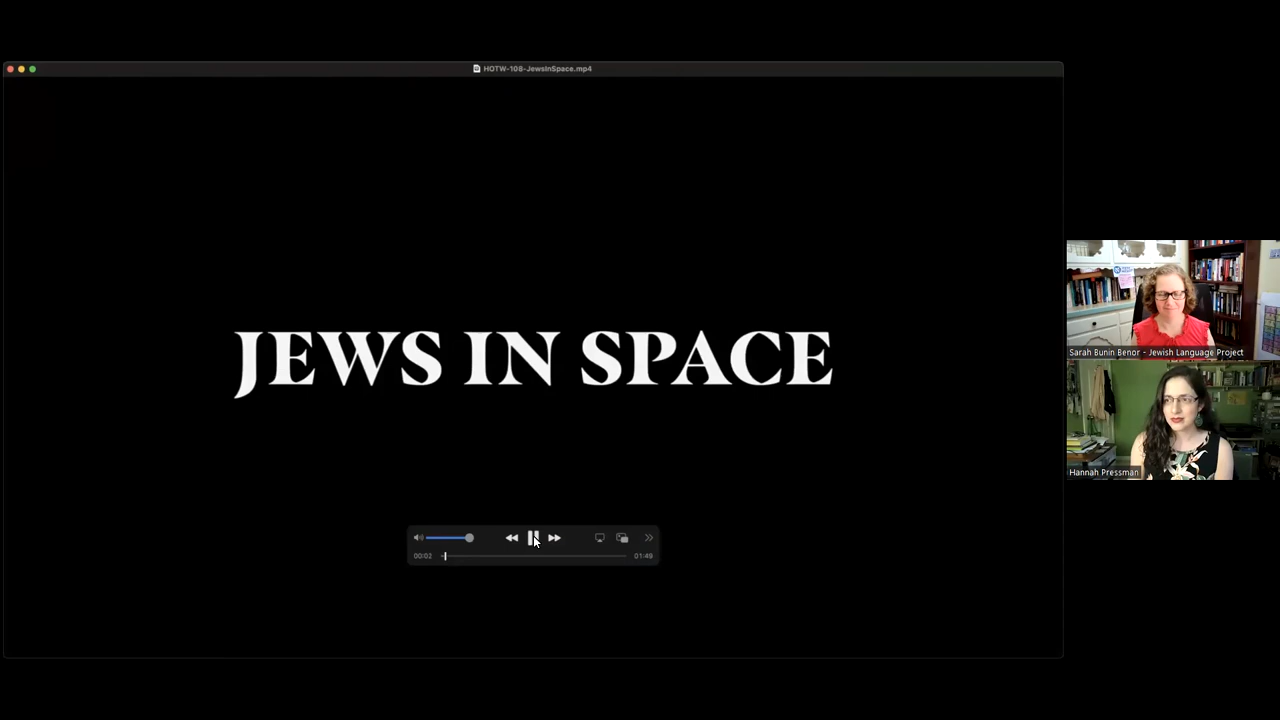 HOTW-108-JewsInSpace.mp4
JEWS IN SPACE
00:02
01:49
Sarah Bunin Benor - Jewish Language Project
Hannah Pressman